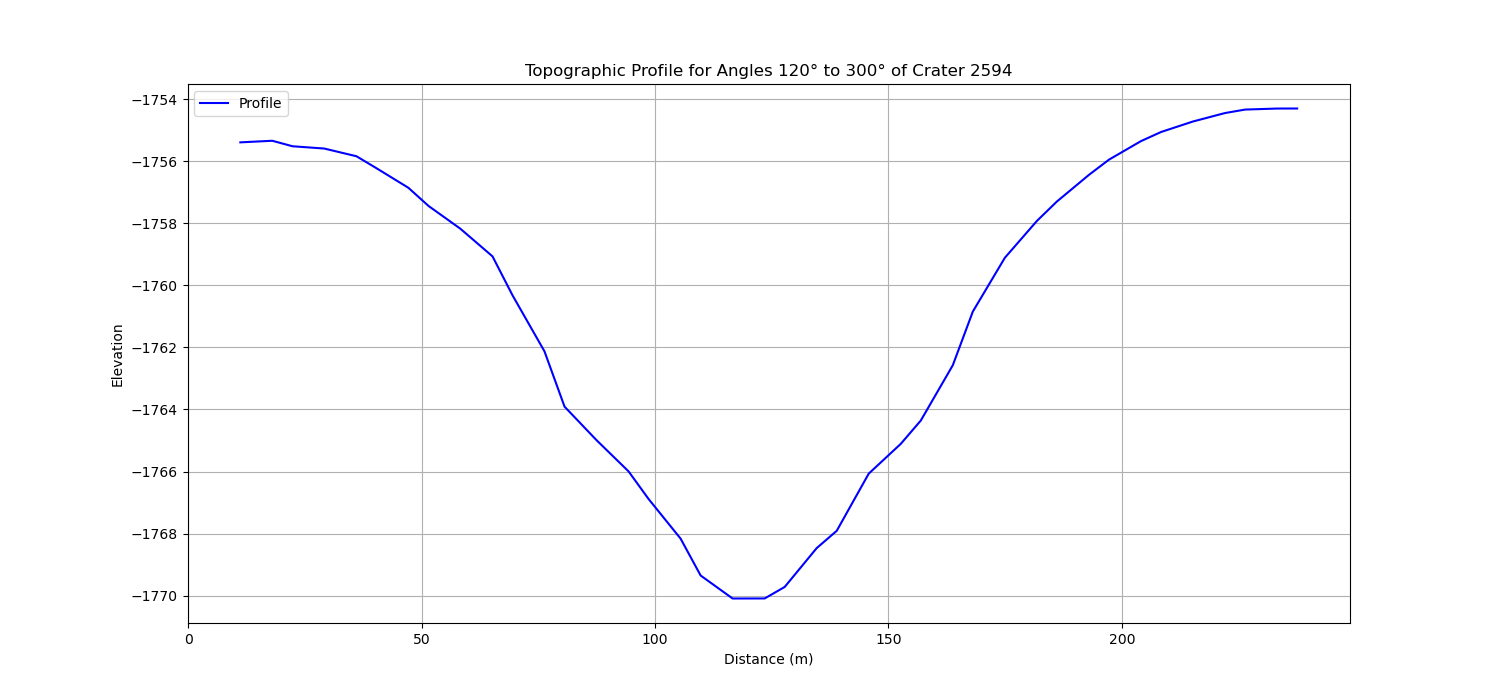 Topographic Profile for Angles 120° to 300° of Crater 2594
Profile
−1754
−1756
−1758
−1760
−1762
−1764
−1766
−1768
−1770
Elevation
0 50 100 150 200
Distance (m)